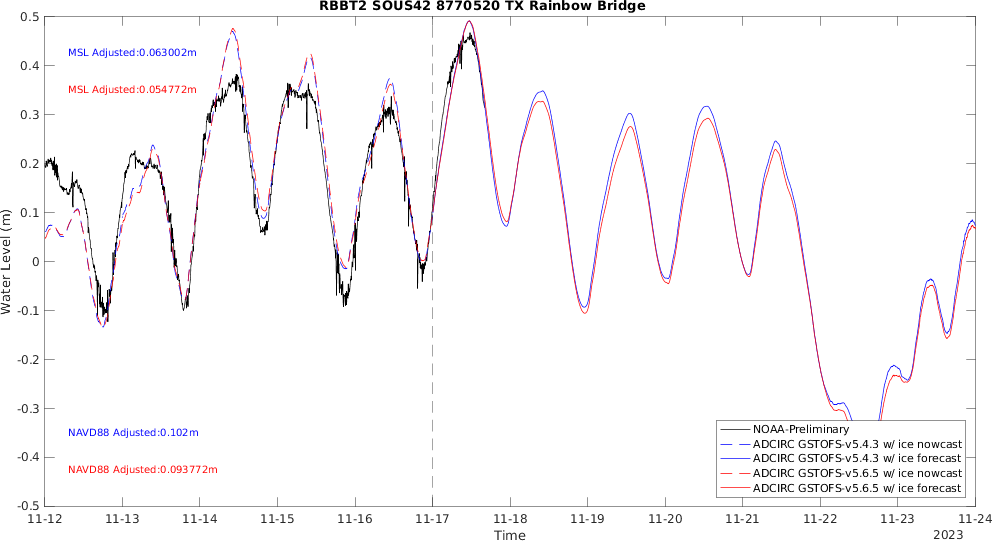 RBBT2 SOUS42 8770520 TX Rainbow Bridge
0.5
0.4
0.3
0.2
0.1
0
-0.1
-0.2
-0.3
-0.4
-0.5
Water Level (m)
MSL Adjusted:0.063002m
MSL Adjusted:0.054772m
NAVD88 Adjusted:0.102m
NAVD88 Adjusted:0.093772m
NOAA-Preliminary
ADCIRC GSTOFS-v5.4.3 w/ ice nowcast
ADCIRC GSTOFS-v5.4.3 w/ ice forecast
ADCIRC GSTOFS-v5.6.5 w/ ice nowcast
ADCIRC GSTOFS-v5.6.5 w/ ice forecast
11-12 11-13 11-14 11-15 11-16 11-17 11-18 11-19 11-20 11-21 11-22 11-23 11-24
Time
2023